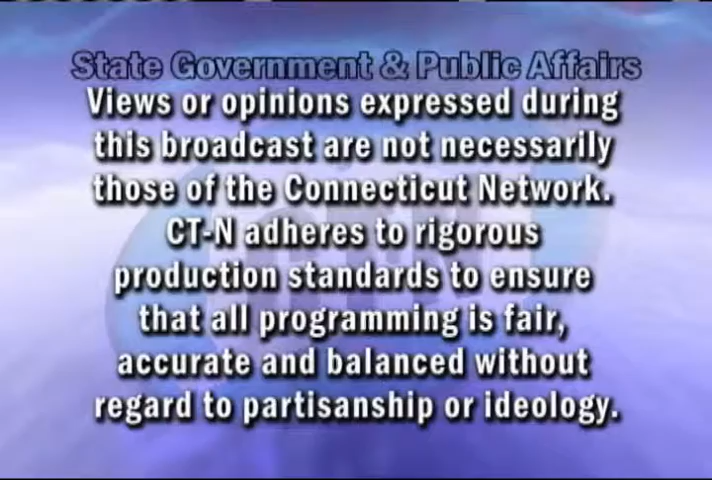 State Government & Public Affairs
Views or opinions expressed during
this broadcast are not necessarily
those of the Connecticut Network.
CT-N adheres to rigorous
production standards to ensure
that all programming is fair,
accurate and balanced without
regard to partisanship or ideology.